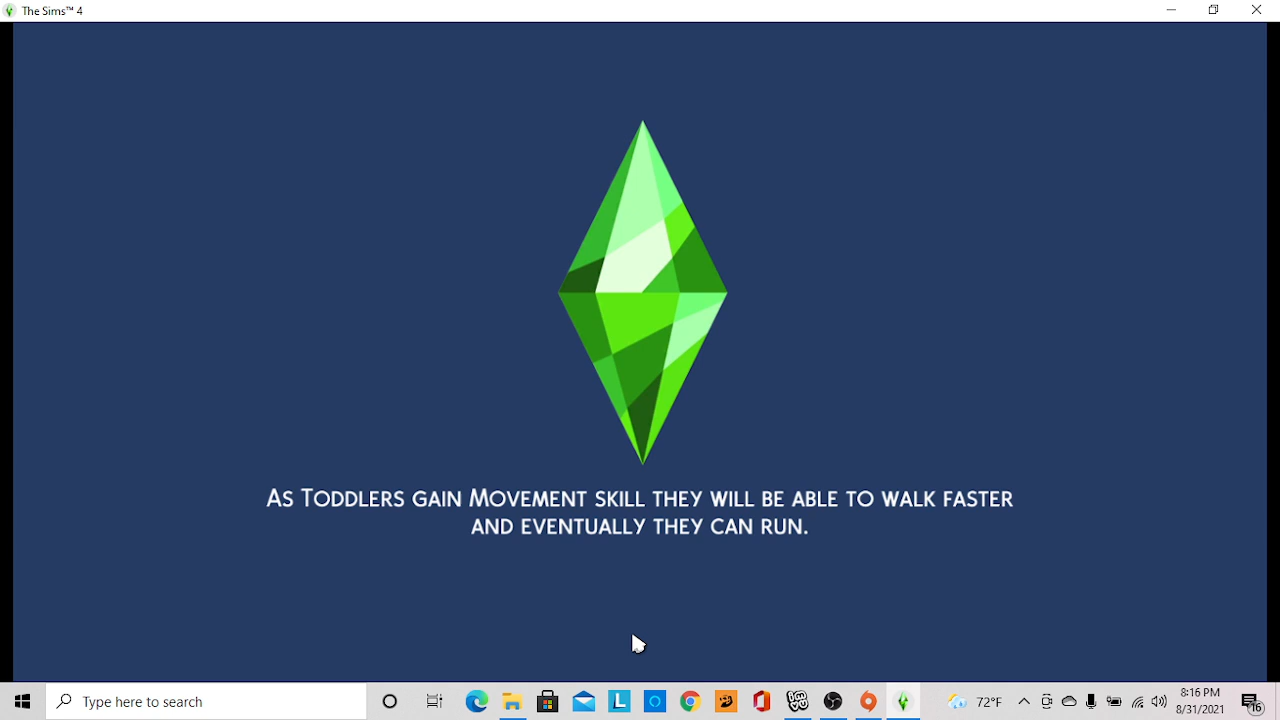 The Sims™ 4
As Toddlers gain Movement skill they will be able to walk faster
and eventually they can run.
Type here to search
72°F
8:16 PM
8/31/2021
16